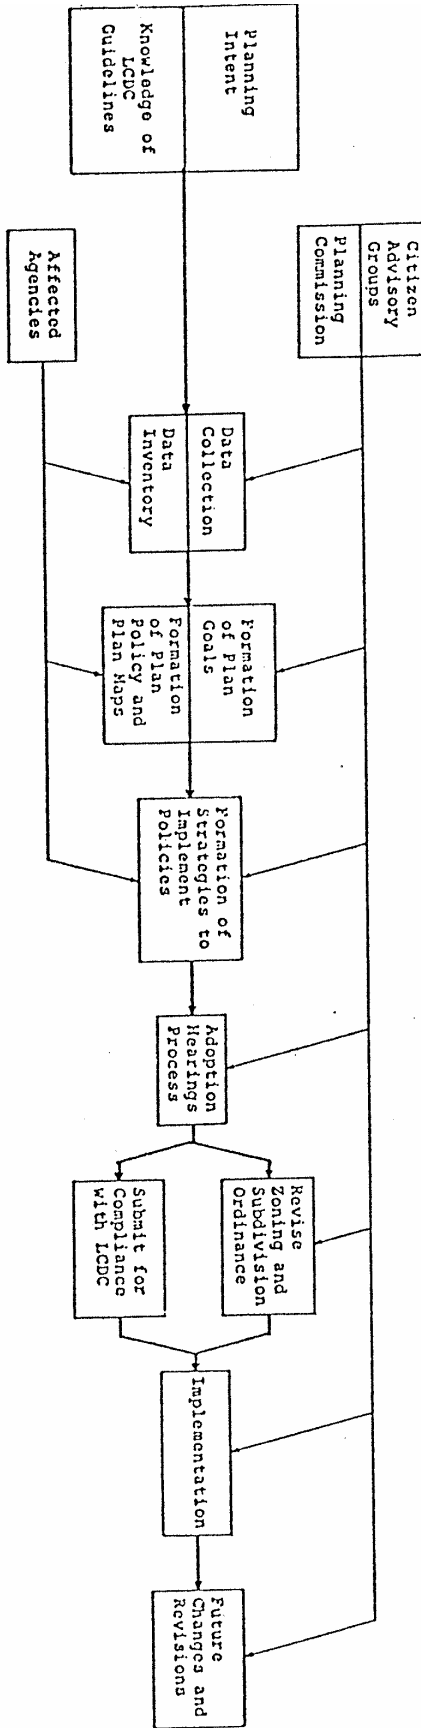 Planning
Intent
Knowledge of
LCDC
Guidelines
Citizen
Advisory
Groups
Planning
Commission
Affected
Agencies
Data
Collection
Data
Inventory
Formation
of Plan
Goals
Formation
of Plan
Policy and
Plan Maps
Formation of
Strategies to
Implement
Policies
Adoption
Hearings
Process
Revise
Zoning and
Subdivision
Ordinance
Submit for
Compliance
with LCDC
Implementation
Future
Changes and
Revisions